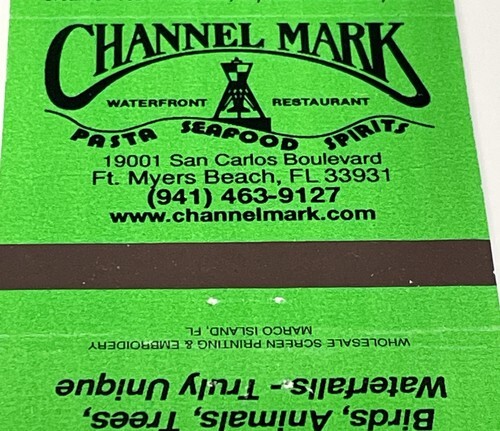 CHANNEL MARK
WATERFRONT RESTAURANT
PASTA SEAFOOD SPIRITS
19001 San Carlos Boulevard
Ft. Myers Beach, FL 33931
(941) 463-9127
www.channelmark.com
Birds, Animals, Trees,
Waterfalls - Truly Unique
WHOLESALE SCREEN PRINTING & EMBROIDERY
MARCO ISLAND, FL